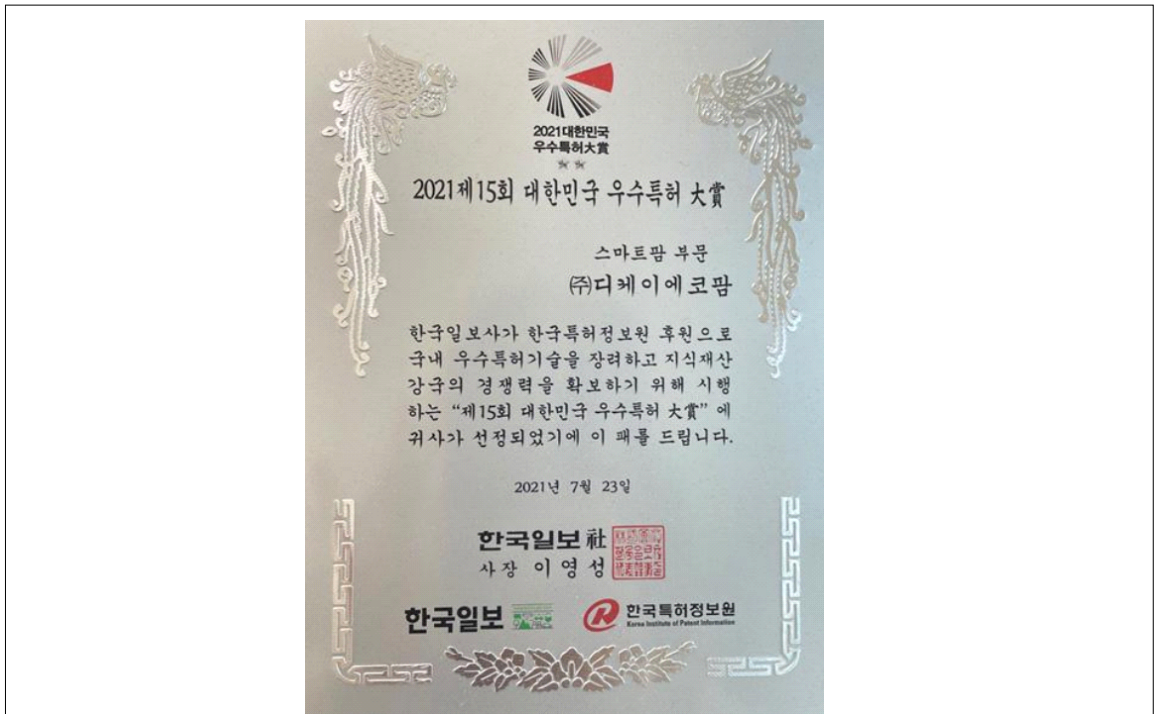 2021대한민국
우수특허大賞
2021제15회 대한민국 우수특허 大賞
스마트팜 부문
㈜디케이에코팜
한국일보사가 한국특허정보원 후원으로
국내 우수특허기술을 장려하고 지식재산
강국의 경쟁력을 확보하기 위해 시행
하는 “제15회 대한민국 우수특허 大賞” 에
귀사가 선정되었기에 이 패를 드립니다.
2021년 7월 23일
한국일보 社
사장 이영성
한국일보
한국특허정보원
Korea Institute of Patent Information